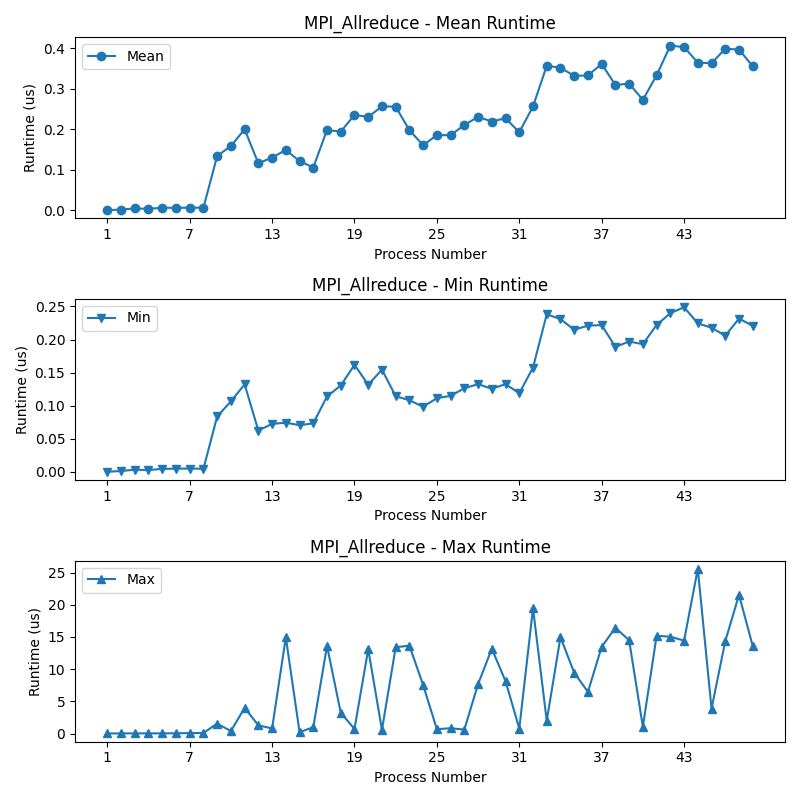 MPI_Allreduce - Mean Runtime
0.4
0.3
0.2
0.1
0.0
Runtime (us)
Mean
1 7 13 19 25 31 37 43
Process Number
MPI_Allreduce - Min Runtime
0.25
0.20
0.15
0.10
0.05
0.00
Runtime (us)
Min
1 7 13 19 25 31 37 43
Process Number
MPI_Allreduce - Max Runtime
25
20
15
10
5
0
Runtime (us)
Max
1 7 13 19 25 31 37 43
Process Number